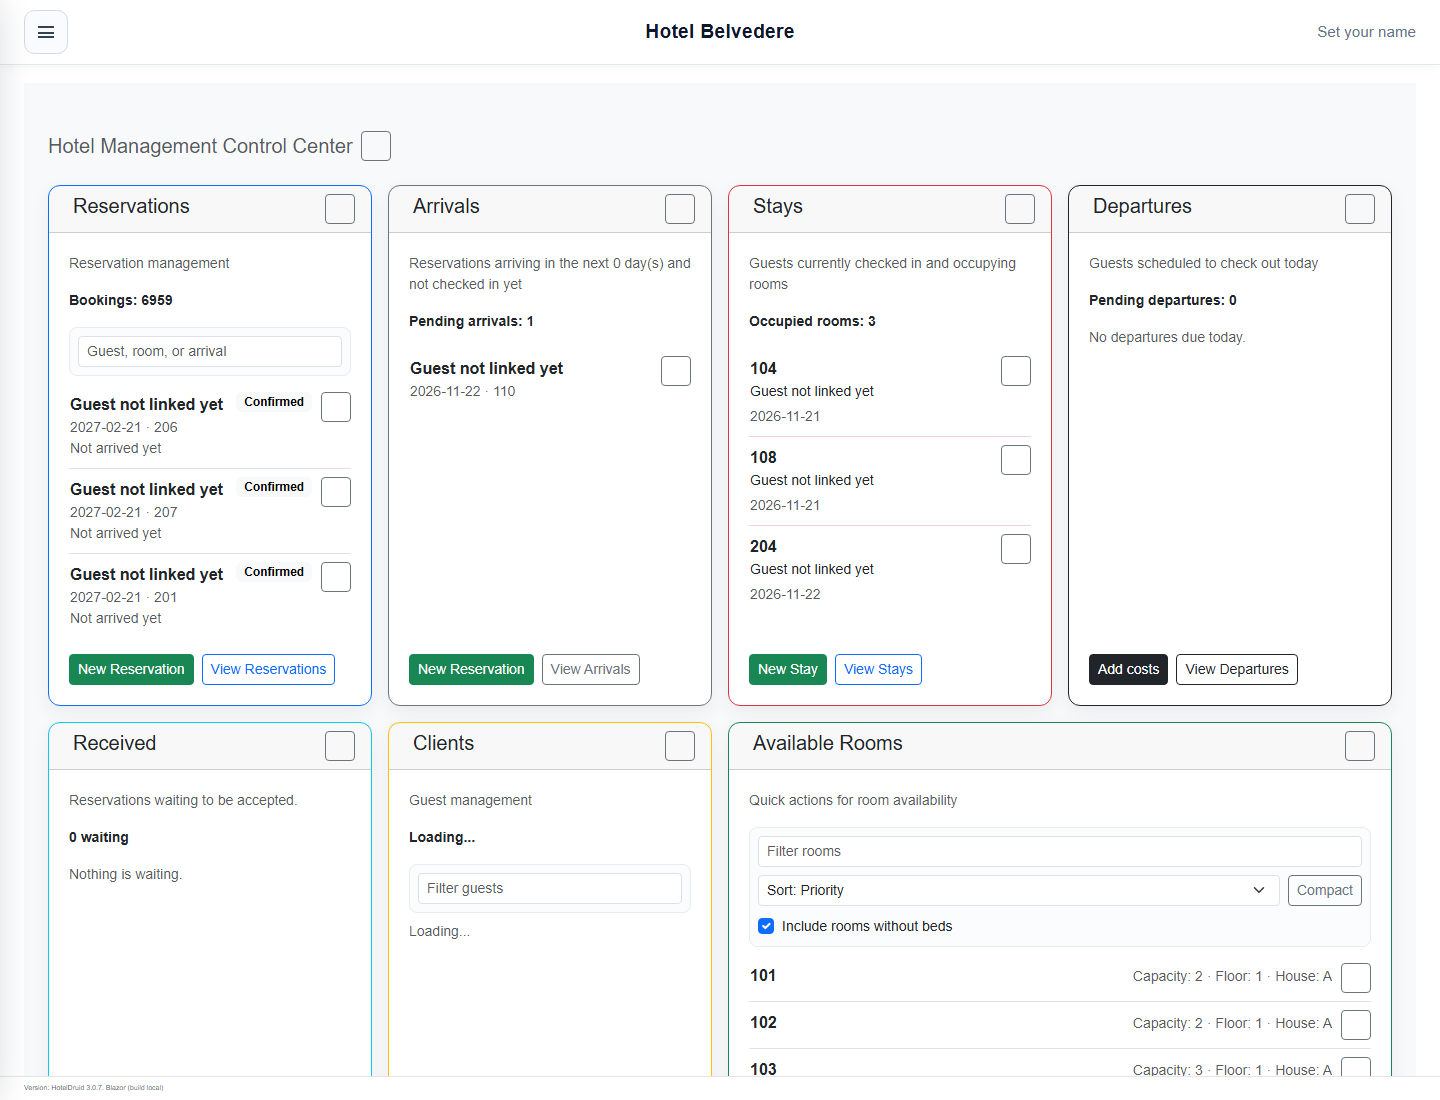 Hotel Belvedere
Set your name
Hotel Management Control Center
Reservations
Reservation management
Bookings: 6959
Guest, room, or arrival
Guest not linked yet Confirmed
2027-02-21 · 206
Not arrived yet
Guest not linked yet Confirmed
2027-02-21 · 207
Not arrived yet
Guest not linked yet Confirmed
2027-02-21 · 201
Not arrived yet
New Reservation View Reservations
Arrivals
Reservations arriving in the next 0 day(s) and
not checked in yet
Pending arrivals: 1
Guest not linked yet
2026-11-22 · 110
New Reservation View Arrivals
Stays
Guests currently checked in and occupying
rooms
Occupied rooms: 3
104
Guest not linked yet
2026-11-21
108
Guest not linked yet
2026-11-21
204
Guest not linked yet
2026-11-22
New Stay View Stays
Departures
Guests scheduled to check out today
Pending departures: 0
No departures due today.
Add costs View Departures
Received
Reservations waiting to be accepted.
0 waiting
Nothing is waiting.
Clients
Guest management
Loading...
Filter guests
Loading...
Available Rooms
Quick actions for room availability
Filter rooms
Sort: Priority Compact
Include rooms without beds
101 Capacity: 2 · Floor: 1 · House: A
102 Capacity: 2 · Floor: 1 · House: A
103 Capacity: 3 · Floor: 1 · House: A
Version: HotelDruid 3.0.7. Blazor (build local)